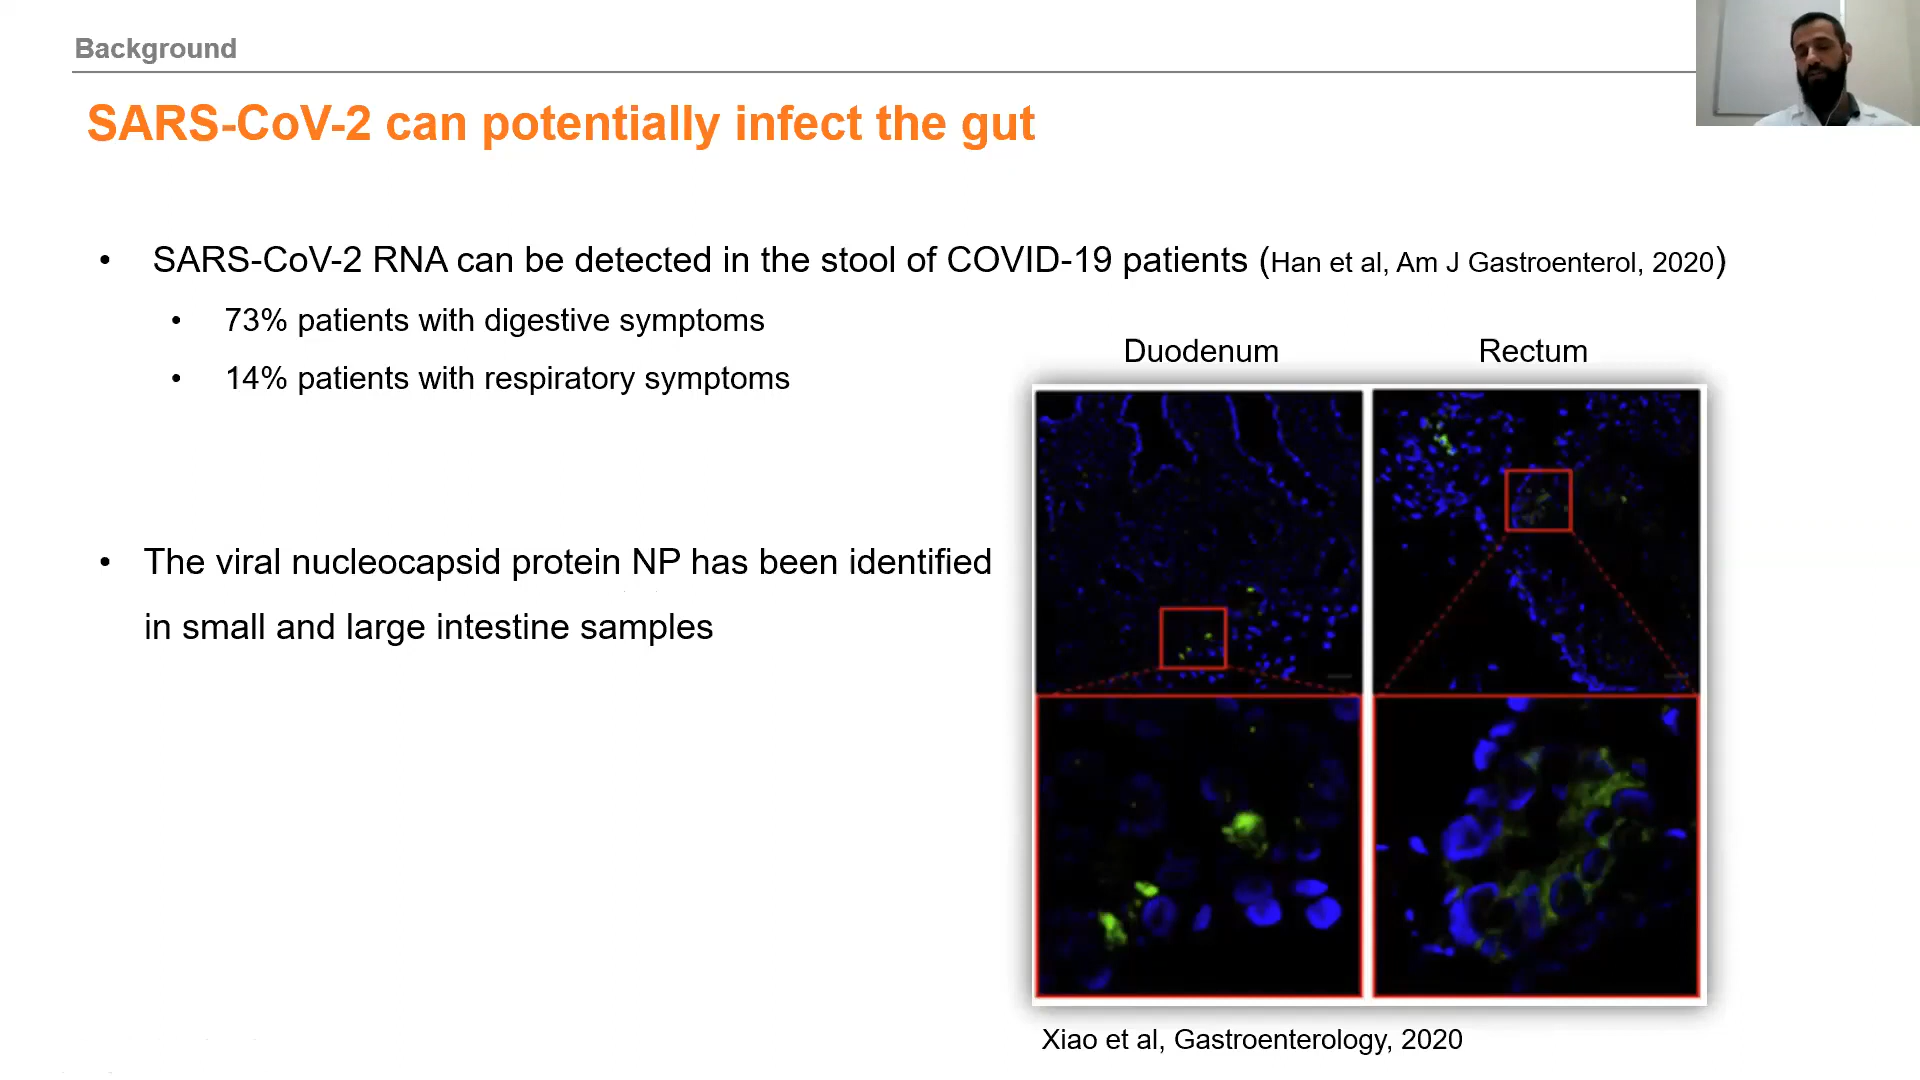 Background
SARS-CoV-2 can potentially infect the gut
• SARS-CoV-2 RNA can be detected in the stool of COVID-19 patients (Han et al, Am J Gastroenterol, 2020)
• 73% patients with digestive symptoms
• 14% patients with respiratory symptoms
Duodenum
Rectum
• The viral nucleocapsid protein NP has been identified
in small and large intestine samples
Xiao et al, Gastroenterology, 2020